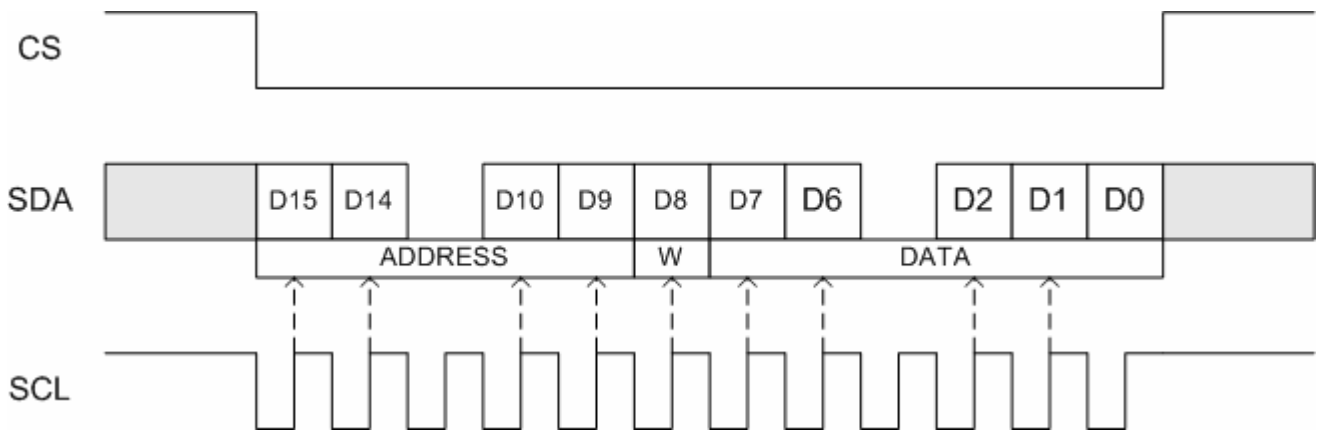 CS
SDA D15 D14 D10 D9 D8 D7 D6 D2 D1 D0
ADDRESS W DATA
SCL